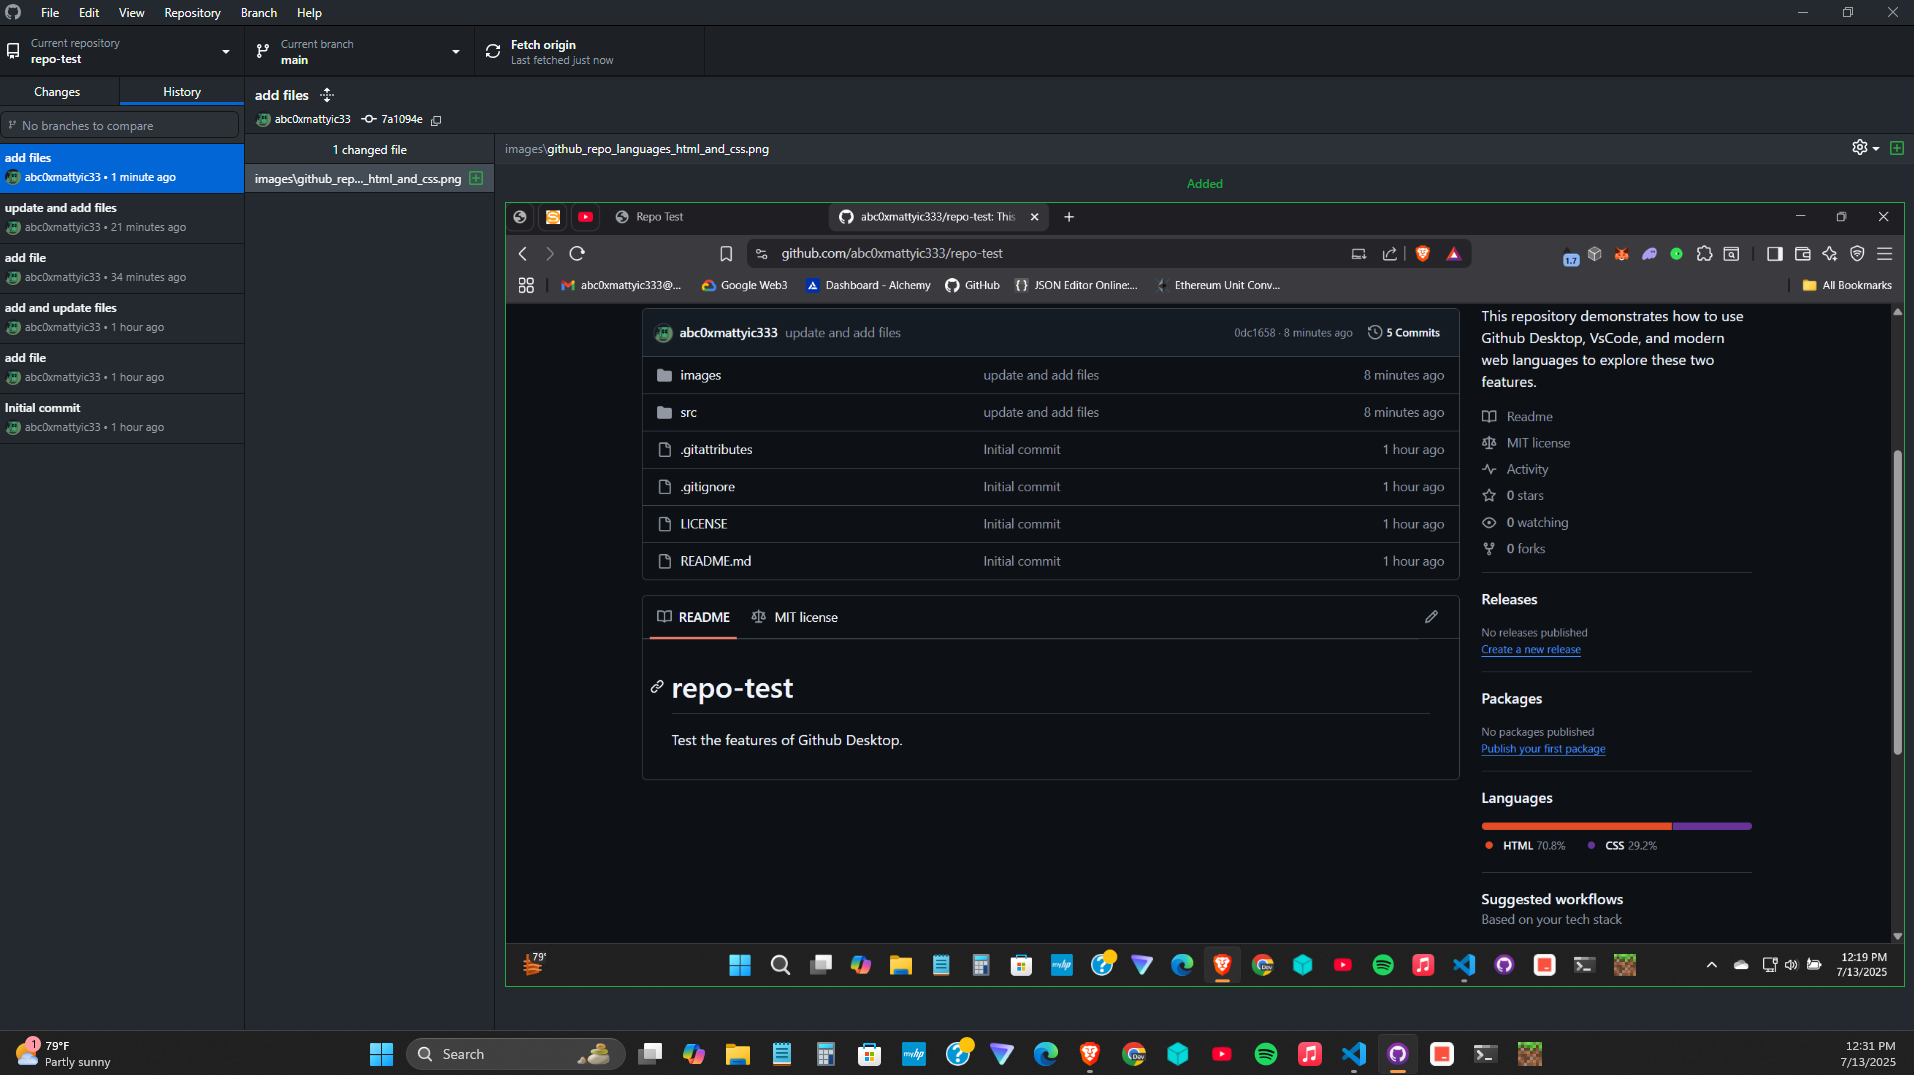 File Edit View Repository Branch Help
Current repository
repo-test
Current branch
main
Fetch origin
Last fetched just now
Changes
History
No branches to compare
add files
abc0xmattyic33 • 1 minute ago
update and add files
abc0xmattyic33 • 21 minutes ago
add file
abc0xmattyic33 • 34 minutes ago
add and update files
abc0xmattyic33 • 1 hour ago
add file
abc0xmattyic33 • 1 hour ago
Initial commit
abc0xmattyic33 • 1 hour ago
add files
abc0xmattyic33 7a1094e
1 changed file
images\github_rep..._html_and_css.png
images\github_repo_languages_html_and_css.png
Added
Repo Test
abc0xmattyic333/repo-test: This
github.com/abc0xmattyic333/repo-test
1.7
abc0xmattyic333@...
Google Web3
Dashboard - Alchemy
GitHub
JSON Editor Online:...
Ethereum Unit Conv...
All Bookmarks
abc0xmattyic333 update and add files 0dc1658 · 8 minutes ago 5 Commits
images update and add files 8 minutes ago
src update and add files 8 minutes ago
.gitattributes Initial commit 1 hour ago
.gitignore Initial commit 1 hour ago
LICENSE Initial commit 1 hour ago
README.md Initial commit 1 hour ago
README MIT license
repo-test
Test the features of Github Desktop.
This repository demonstrates how to use
Github Desktop, VsCode, and modern
web languages to explore these two
features.
Readme
MIT license
Activity
0 stars
0 watching
0 forks
Releases
No releases published
Create a new release
Packages
No packages published
Publish your first package
Languages
HTML 70.8% CSS 29.2%
Suggested workflows
Based on your tech stack
79°
myhp
Dev
12:19 PM
7/13/2025
1
79°F
Partly sunny
Search
myhp
Dev
12:31 PM
7/13/2025